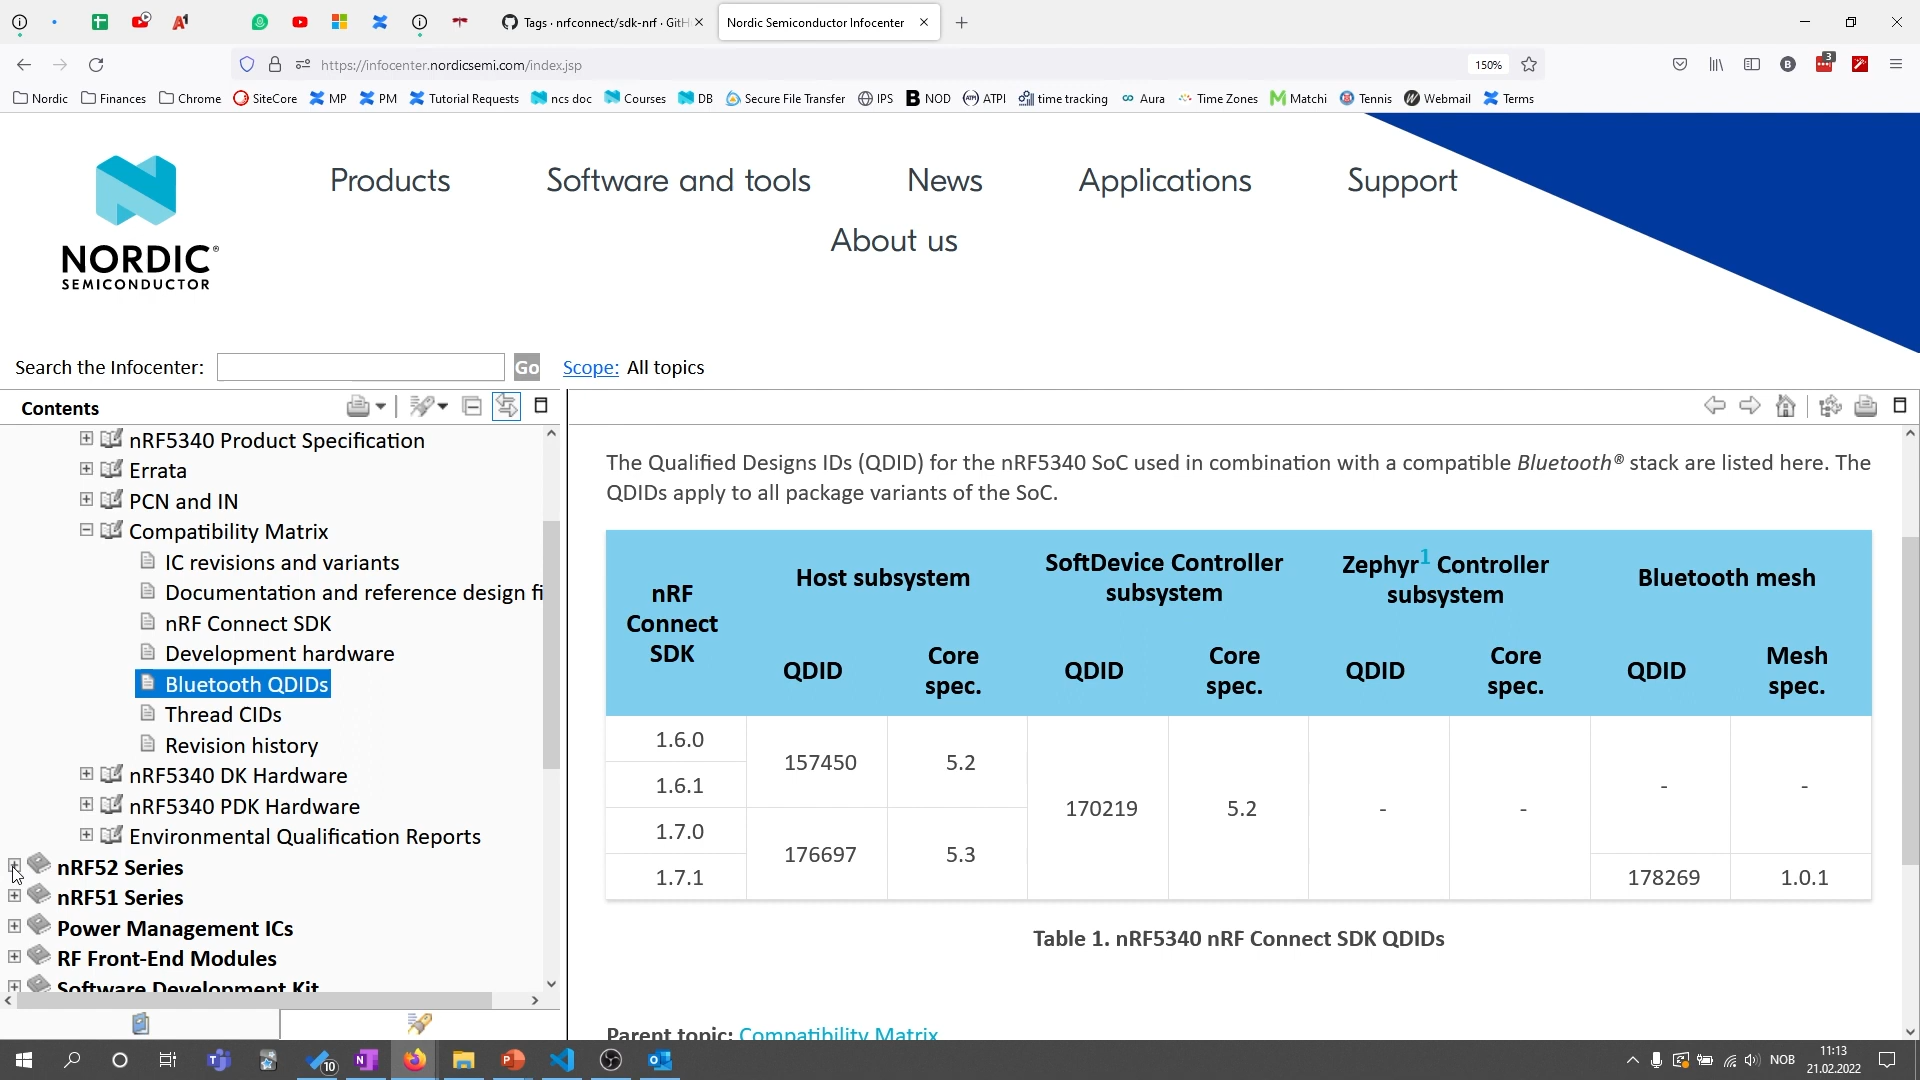 Tags · nrfconnect/sdk-nrf · GitH
Nordic Semiconductor Infocenter
https://infocenter.nordicsemi.com/index.jsp
150%
B
3
Nordic
Finances
Chrome
SiteCore
MP
PM
Tutorial Requests
ncs doc
Courses
DB
Secure File Transfer
IPS
NOD
ATPI
time tracking
Aura
Time Zones
Matchi
Tennis
Webmail
Terms
Products
Software and tools
News
Applications
Support
About us
NORDIC®
SEMICONDUCTOR
Search the Infocenter:
Go
Scope: All topics
Contents
nRF5340 Product Specification
Errata
PCN and IN
Compatibility Matrix
IC revisions and variants
Documentation and reference design fi
nRF Connect SDK
Development hardware
Bluetooth QDIDs
Thread CIDs
Revision history
nRF5340 DK Hardware
nRF5340 PDK Hardware
Environmental Qualification Reports
nRF52 Series
nRF51 Series
Power Management ICs
RF Front-End Modules
Software Development Kit
The Qualified Designs IDs (QDID) for the nRF5340 SoC used in combination with a compatible Bluetooth® stack are listed here. The
QDIDs apply to all package variants of the SoC.
nRF
Connect
SDK
Host subsystem
SoftDevice Controller
subsystem
Zephyr1 Controller
subsystem
Bluetooth mesh
QDID
Core
spec.
QDID
Core
spec.
QDID
Core
spec.
QDID
Mesh
spec.
1.6.0
157450
5.2
1.6.1
170219
5.2
-
-
-
-
1.7.0
176697
5.3
1.7.1
178269
1.0.1
Table 1. nRF5340 nRF Connect SDK QDIDs
Parent topic: Compatibility Matrix
10
NOB
11:13
21.02.2022